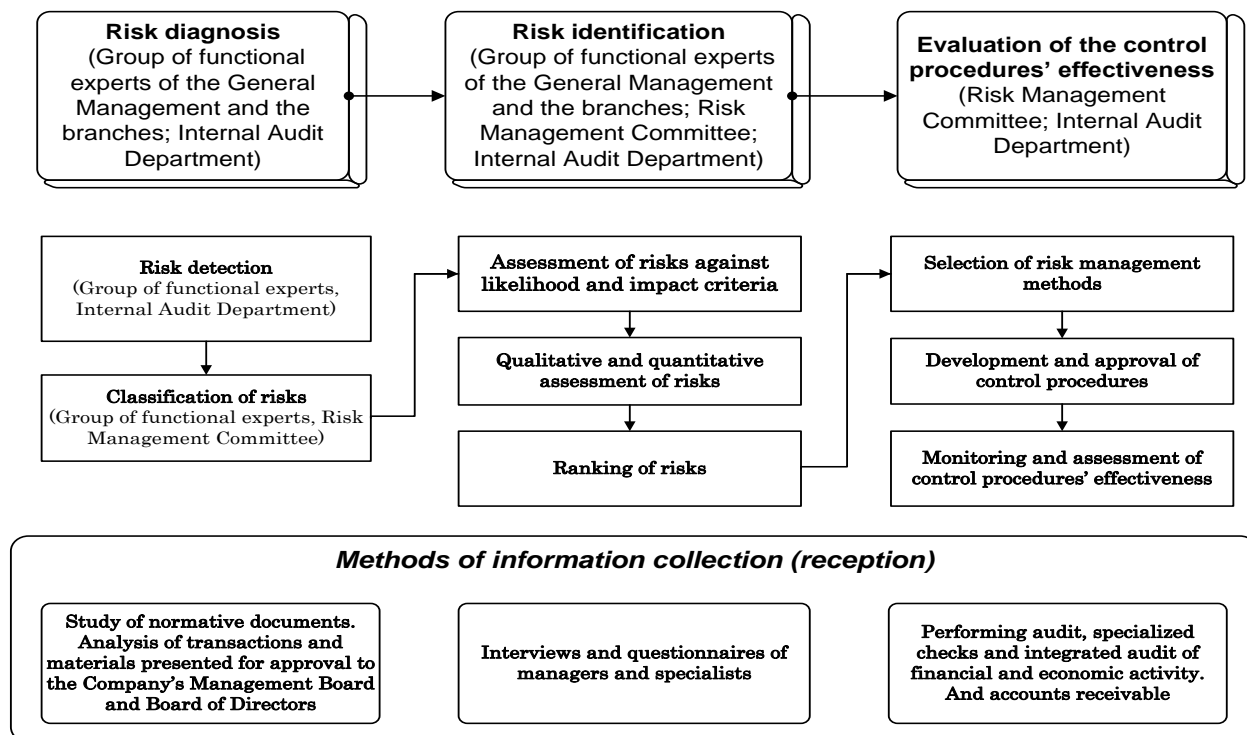 Risk diagnosis
(Group of functional
experts of the General
Management and the
branches; Internal Audit
Department)
Risk identification
(Group of functional experts
of the General Management
and the branches; Risk
Management Committee;
Internal Audit Department)
Evaluation of the control
procedures’ effectiveness
(Risk Management
Committee; Internal Audit
Department)
Risk detection
(Group of functional experts,
Internal Audit Department)
Classification of risks
(Group of functional experts, Risk
Management Committee)
Assessment of risks against
likelihood and impact criteria
Qualitative and quantitative
assessment of risks
Ranking of risks
Selection of risk management
methods
Development and approval of
control procedures
Monitoring and assessment of
control procedures’ effectiveness
Methods of information collection (reception)
Study of normative documents.
Analysis of transactions and
materials presented for approval to
the Company’s Management Board
and Board of Directors
Interviews and questionnaires of
managers and specialists
Performing audit, specialized
checks and integrated audit of
financial and economic activity.
And accounts receivable